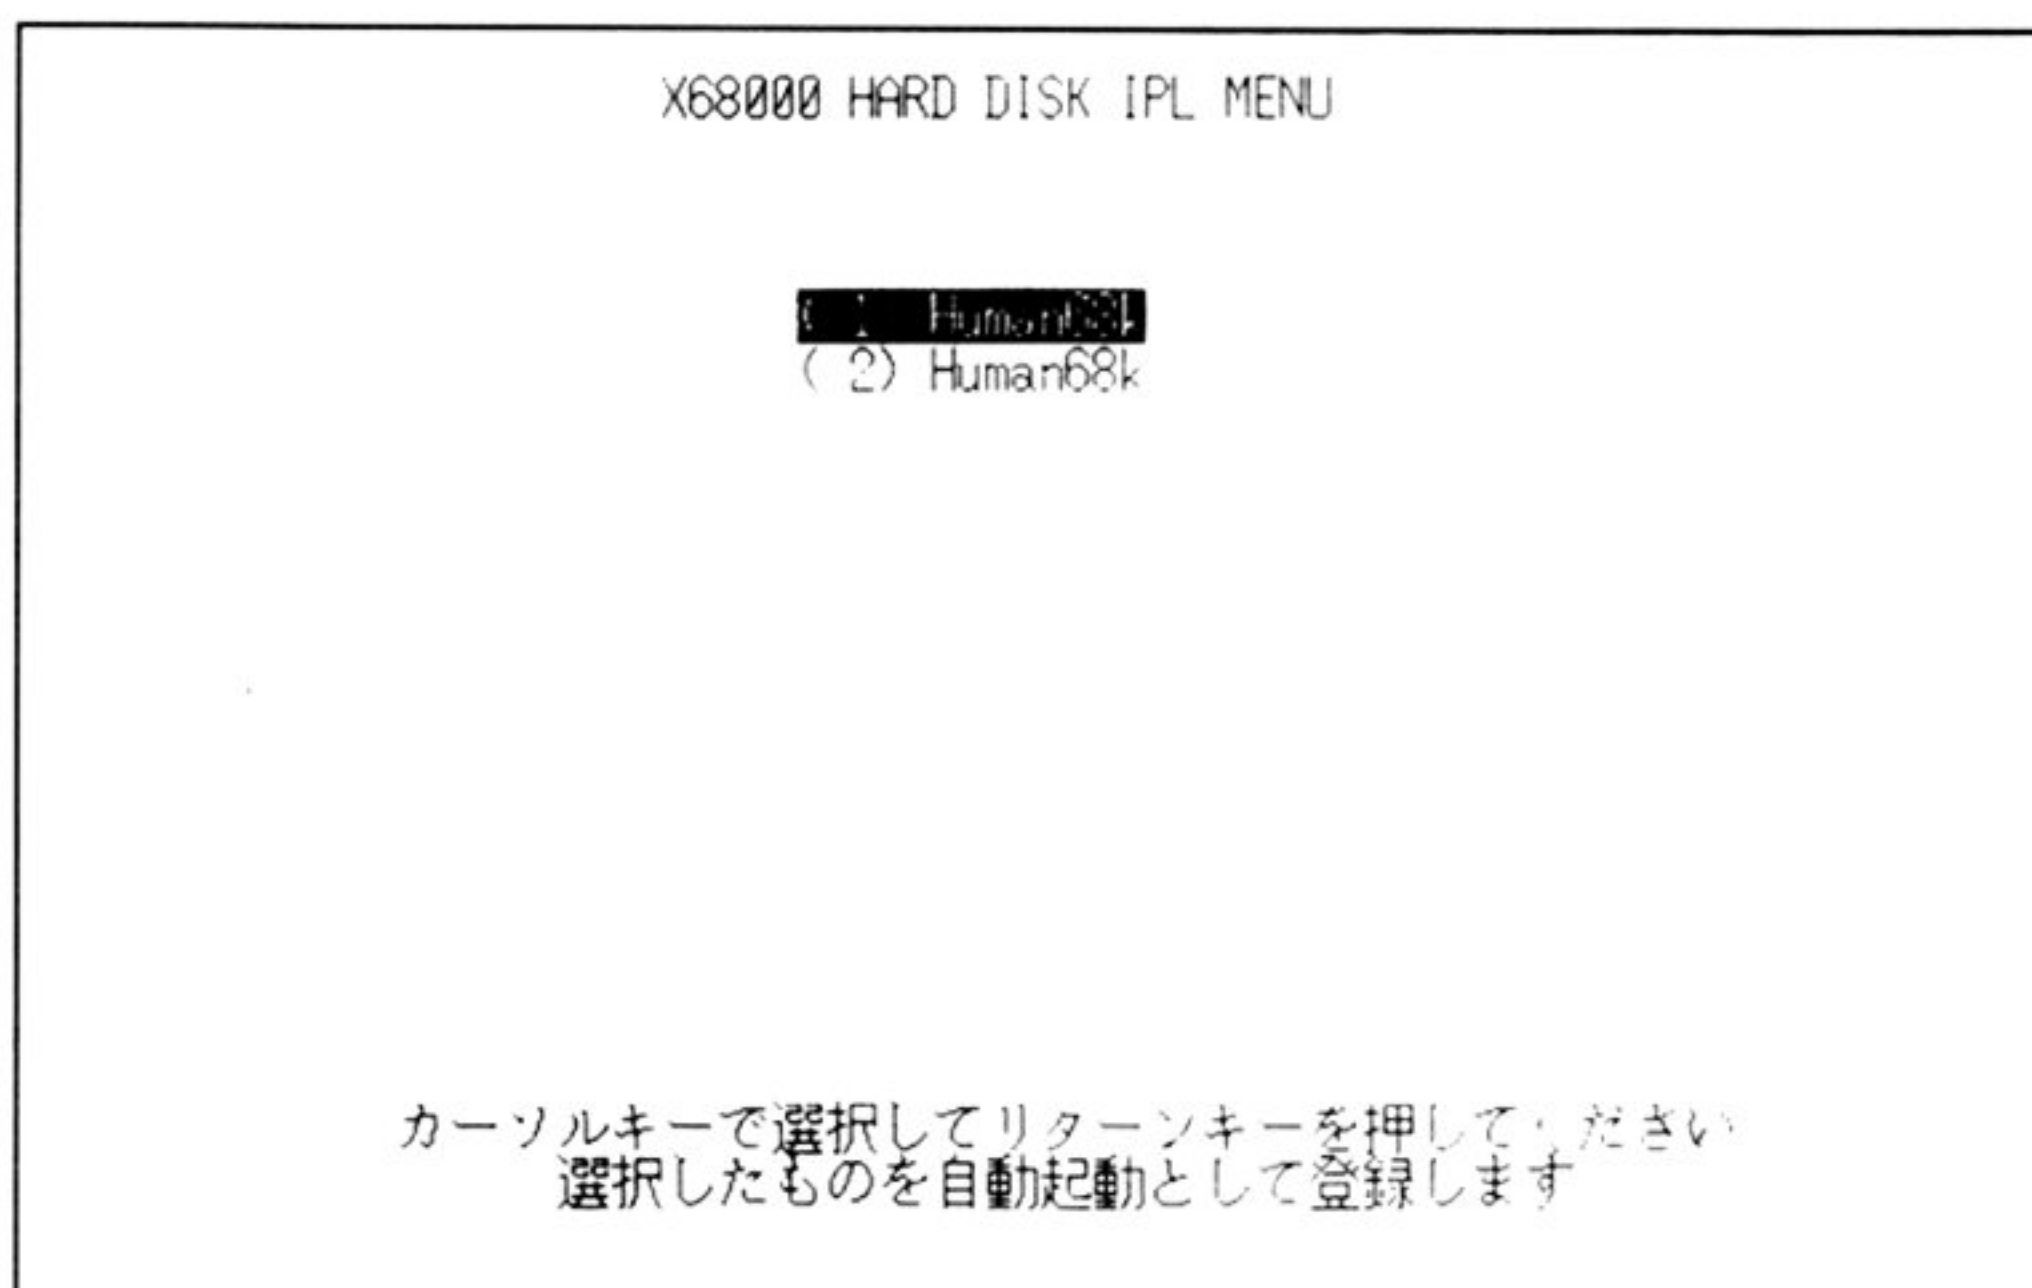 X68000 HARD DISK IPL MENU
( 1) Human68k
( 2) Human68k
カーソルキーで選択してリターンキーを押してください
選択したものを自動起動として登録します